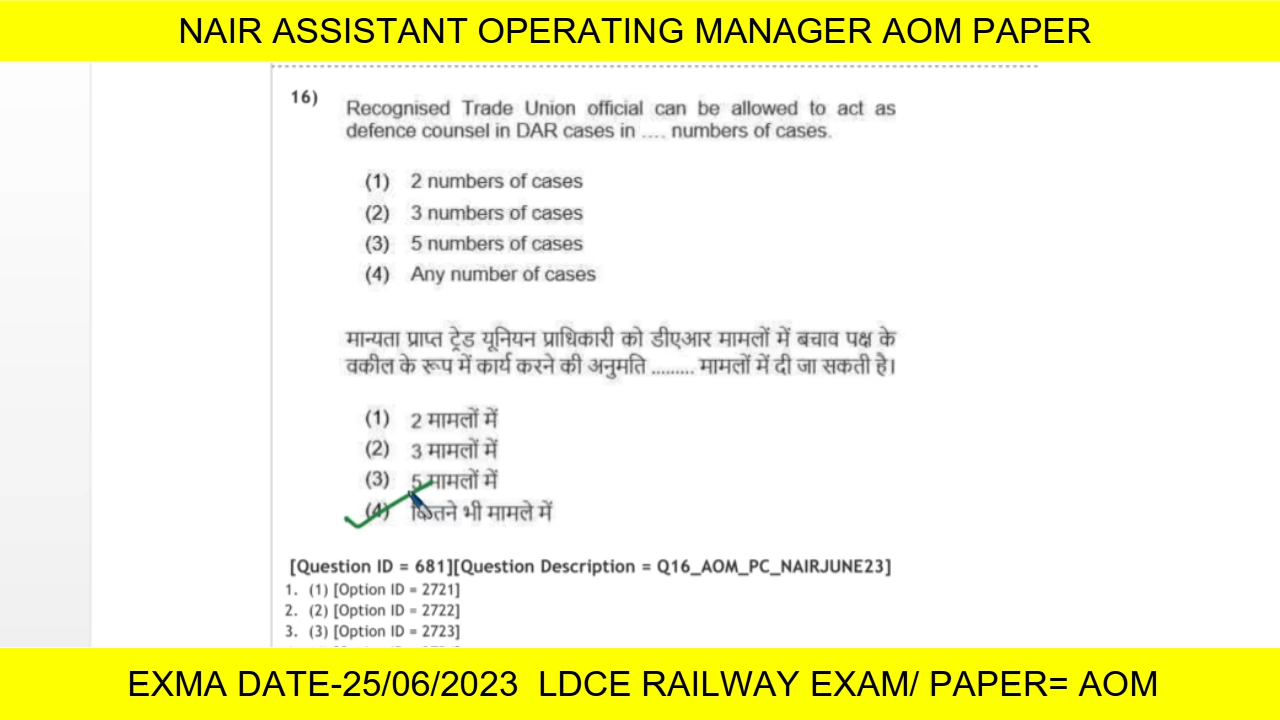 NAIR ASSISTANT OPERATING MANAGER AOM PAPER
16)
Recognised Trade Union official can be allowed to act as
defence counsel in DAR cases in .... numbers of cases.
(1) 2 numbers of cases
(2) 3 numbers of cases
(3) 5 numbers of cases
(4) Any number of cases
मान्यता प्राप्त ट्रेड यूनियन प्राधिकारी को डीएआर मामलों में बचाव पक्ष के
वकील के रूप में कार्य करने की अनुमति ......... मामलों में दी जा सकती है।
(1) 2 मामलों में
(2) 3 मामलों में
(3) 5 मामलों में
(4) कितने भी मामले में
[Question ID = 681][Question Description = Q16_AOM_PC_NAIRJUNE23]
1. (1) [Option ID = 2721]
2. (2) [Option ID = 2722]
3. (3) [Option ID = 2723]
EXMA DATE-25/06/2023 LDCE RAILWAY EXAM/ PAPER= AOM